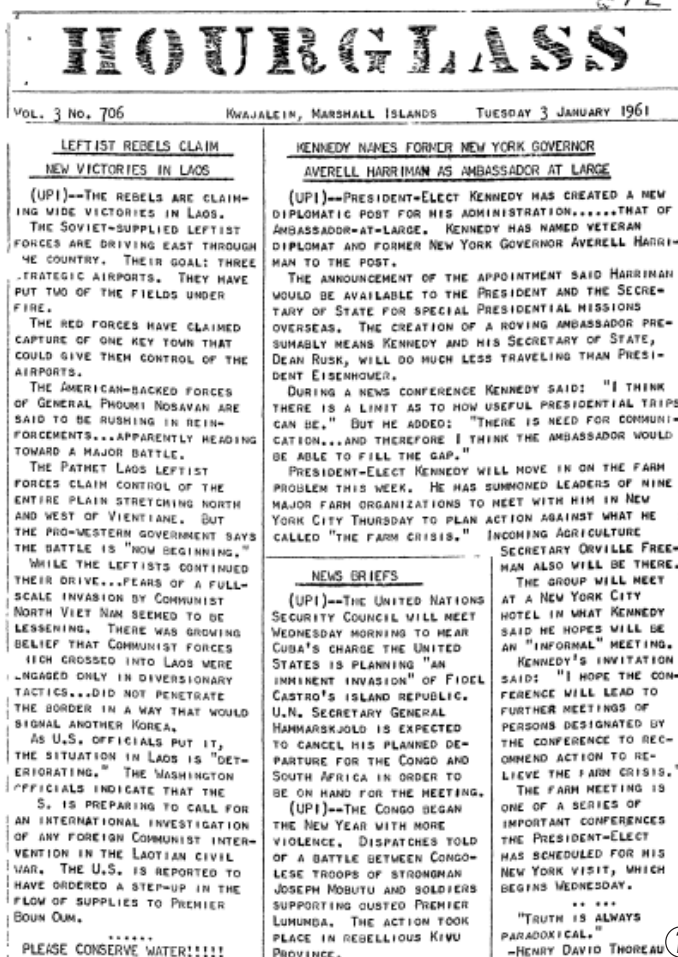 HOURGLASS
VOL. 3 NO. 706
KWAJALEIN, MARSHALL ISLANDS
TUESDAY 3 JANUARY 1961
LEFTIST REBELS CLAIM
NEW VICTORIES IN LAOS
(UPI)--THE REBELS ARE CLAIM-
ING WIDE VICTORIES IN LAOS.
THE SOVIET-SUPPLIED LEFTIST
FORCES ARE DRIVING EAST THROUGH
HE COUNTRY. THEIR GOAL: THREE
TRATEGIC AIRPORTS. THEY HAVE
PUT TWO OF THE FIELDS UNDER
FIRE.
THE RED FORCES HAVE CLAIMED
CAPTURE OF ONE KEY TOWN THAT
COULD GIVE THEM CONTROL OF THE
AIRPORTS.
THE AMERICAN-BACKED FORCES
OF GENERAL PHOUMI NOSAVAN ARE
SAID TO BE RUSHING IN REIN-
FORCEMENTS...APPARENTLY HEADING
TOWARD A MAJOR BATTLE.
THE PATHET LAOS LEFTIST
FORCES CLAIM CONTROL OF THE
ENTIRE PLAIN STRETCHING NORTH
AND WEST OF VIENTIANE. BUT
THE PRO-WESTERN GOVERNMENT SAYS
THE BATTLE IS "NOW BEGINNING."
WHILE THE LEFTISTS CONTINUED
THEIR DRIVE...FEARS OF A FULL-
SCALE INVASION BY COMMUNIST
NORTH VIET NAM SEEMED TO BE
LESSENING. THERE WAS GROWING
BELIEF THAT COMMUNIST FORCES
HICH CROSSED INTO LAOS WERE
NGAGED ONLY IN DIVERSIONARY
TACTICS...DID NOT PENETRATE
THE BORDER IN A WAY THAT WOULD
SIGNAL ANOTHER KOREA.
AS U.S. OFFICIALS PUT IT,
THE SITUATION IN LAOS IS "DET-
ERIORATING." THE WASHINGTON
OFFICIALS INDICATE THAT THE
S. IS PREPARING TO CALL FOR
AN INTERNATIONAL INVESTIGATION
OF ANY FOREIGN COMMUNIST INTER-
VENTION IN THE LAOTIAN CIVIL
WAR. THE U.S. IS REPORTED TO
HAVE ORDERED A STEP-UP IN THE
FLOW OF SUPPLIES TO PREMIER
BOUN OUM.
......
PLEASE CONSERVE WATER!!!!!
KENNEDY NAMES FORMER NEW YORK GOVERNOR
AVERELL HARRIMAN AS AMBASSADOR AT LARGE
(UPI)--PRESIDENT-ELECT KENNEDY HAS CREATED A NEW
DIPLOMATIC POST FOR HIS ADMINISTRATION......THAT OF
AMBASSADOR-AT-LARGE. KENNEDY HAS NAMED VETERAN
DIPLOMAT AND FORMER NEW YORK GOVERNOR AVERELL HARRI-
MAN TO THE POST.
THE ANNOUNCEMENT OF THE APPOINTMENT SAID HARRIMAN
WOULD BE AVAILABLE TO THE PRESIDENT AND THE SECRE-
TARY OF STATE FOR SPECIAL PRESIDENTIAL MISSIONS
OVERSEAS. THE CREATION OF A ROVING AMBASSADOR PRE-
SUMABLY MEANS KENNEDY AND HIS SECRETARY OF STATE,
DEAN RUSK, WILL DO MUCH LESS TRAVELING THAN PRESI-
DENT EISENHOWER.
DURING A NEWS CONFERENCE KENNEDY SAID: "I THINK
THERE IS A LIMIT AS TO HOW USEFUL PRESIDENTIAL TRIPS
CAN BE." BUT HE ADDED: "THERE IS NEED FOR COMMUNI-
CATION...AND THEREFORE I THINK THE AMBASSADOR WOULD
BE ABLE TO FILL THE GAP."
PRESIDENT-ELECT KENNEDY WILL MOVE IN ON THE FARM
PROBLEM THIS WEEK. HE HAS SUMMONED LEADERS OF NINE
MAJOR FARM ORGANIZATIONS TO MEET WITH HIM IN NEW
YORK CITY THURSDAY TO PLAN ACTION AGAINST WHAT HE
CALLED "THE FARM CRISIS." INCOMING AGRICULTURE
SECRETARY ORVILLE FREE-
MAN ALSO WILL BE THERE.
THE GROUP WILL MEET
AT A NEW YORK CITY
HOTEL IN WHAT KENNEDY
SAID HE HOPES WILL BE
AN "INFORMAL" MEETING.
KENNEDY'S INVITATION
SAID: "I HOPE THE CON-
FERENCE WILL LEAD TO
FURTHER MEETINGS OF
PERSONS DESIGNATED BY
THE CONFERENCE TO REC-
OMMEND ACTION TO RE-
LIEVE THE FARM CRISIS."
THE FARM MEETING IS
ONE OF A SERIES OF
IMPORTANT CONFERENCES
THE PRESIDENT-ELECT
HAS SCHEDULED FOR HIS
NEW YORK VISIT, WHICH
BEGINS WEDNESDAY.
.. ...
"TRUTH IS ALWAYS
PARADOXICAL."
-HENRY DAVID THOREAU
NEWS BRIEFS
(UPI)--THE UNITED NATIONS
SECURITY COUNCIL WILL MEET
WEDNESDAY MORNING TO HEAR
CUBA'S CHARGE THE UNITED
STATES IS PLANNING "AN
IMMINENT INVASION" OF FIDEL
CASTRO'S ISLAND REPUBLIC.
U.N. SECRETARY GENERAL
HAMMARSKJOLD IS EXPECTED
TO CANCEL HIS PLANNED DE-
PARTURE FOR THE CONGO AND
SOUTH AFRICA IN ORDER TO
BE ON HAND FOR THE MEETING.
(UPI)--THE CONGO BEGAN
THE NEW YEAR WITH MORE
VIOLENCE. DISPATCHES TOLD
OF A BATTLE BETWEEN CONGO-
LESE TROOPS OF STRONGMAN
JOSEPH MOBUTU AND SOLDIERS
SUPPORTING OUSTED PREMIER
LUMUNBA. THE ACTION TOOK
PLACE IN REBELLIOUS KIVU
PROVINCE.